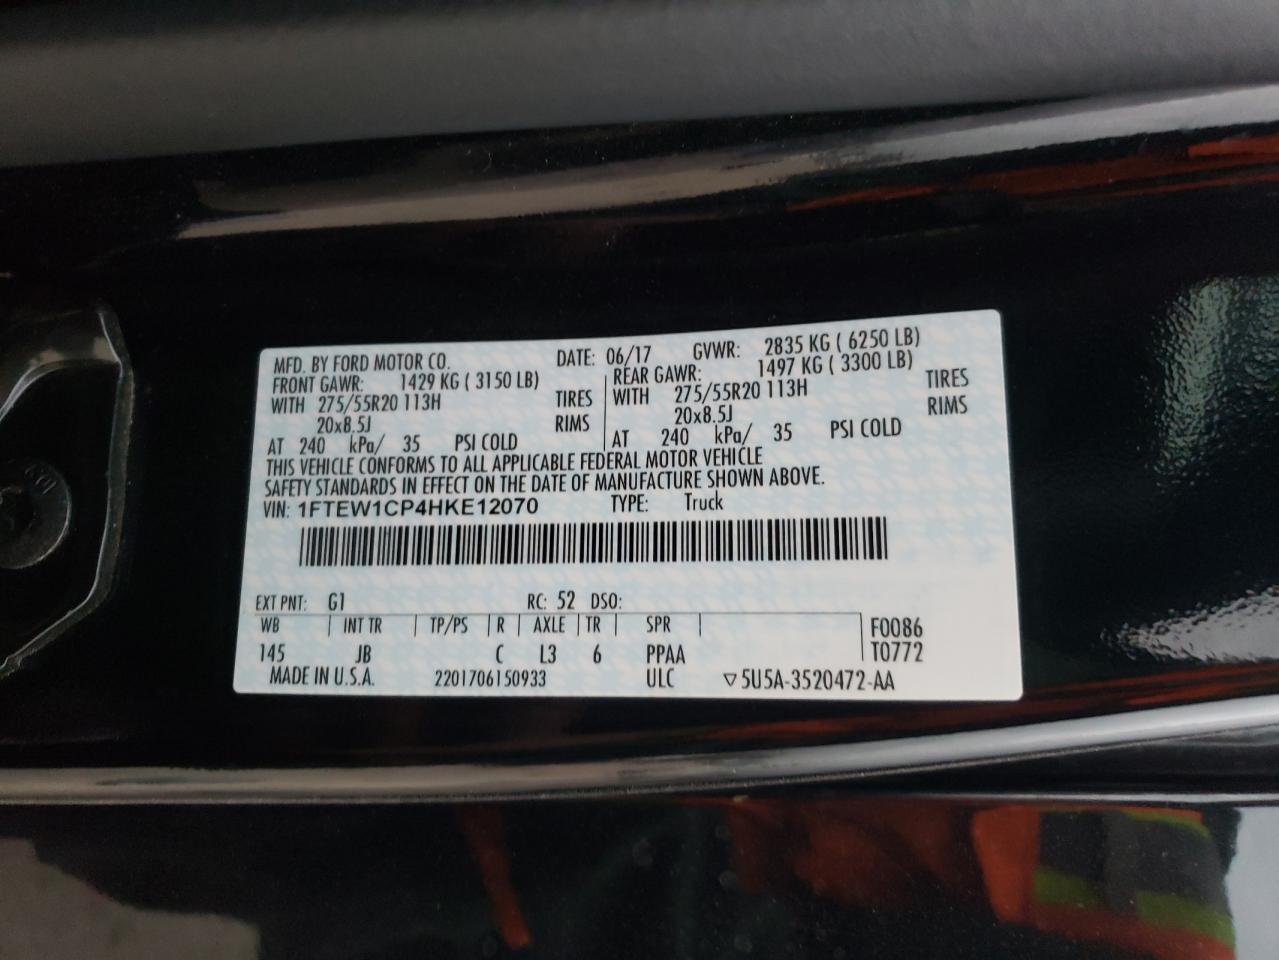 MFD. BY FORD MOTOR CO. DATE: 06/17 GVWR: 2835 KG ( 6250 LB)
FRONT GAWR: 1429 KG ( 3150 LB) REAR GAWR: 1497 KG ( 3300 LB)
WITH 275/55R20 113H TIRES WITH 275/55R20 113H TIRES
20x8.5J RIMS 20x8.5J RIMS
AT 240 kPa/ 35 PSI COLD AT 240 kPa/ 35 PSI COLD
THIS VEHICLE CONFORMS TO ALL APPLICABLE FEDERAL MOTOR VEHICLE
SAFETY STANDARDS IN EFFECT ON THE DATE OF MANUFACTURE SHOWN ABOVE.
VIN: 1FTEW1CP4HKE12070 TYPE: Truck
EXT PNT: G1 RC: 52 DSO:
WB INT TR TP/PS R AXLE TR SPR F0086
145 JB C L3 6 PPAA T0772
MADE IN U.S.A. 2201706150933 ULC ▽5U5A-3520472-AA